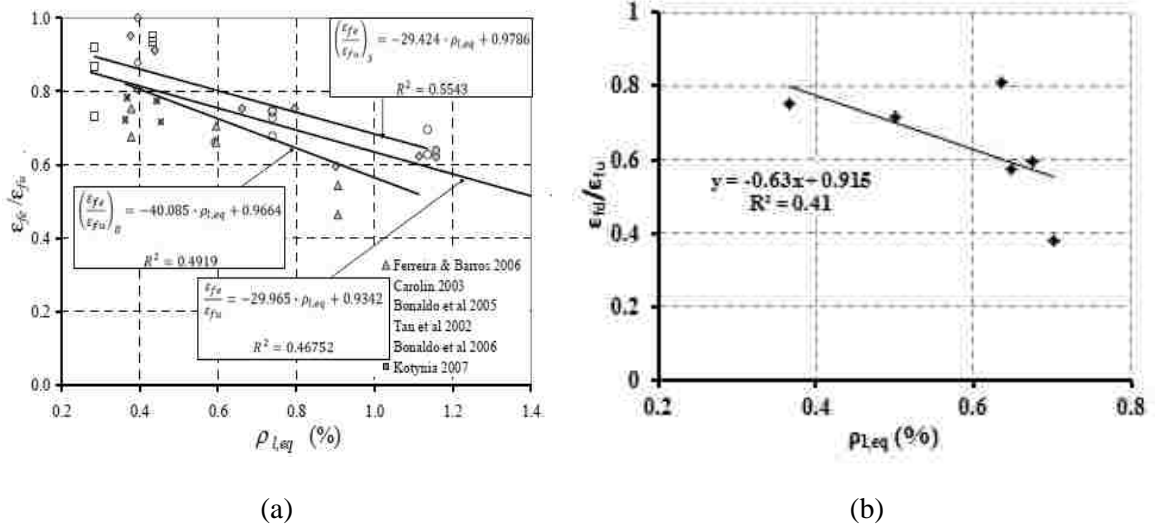 1.0
0.8
0.6
0.4
0.2
0.0
0.2 0.4 0.6 0.8 1.0 1.2 1.4
ε_fe/ε_fu
ρ_l,eq (%)
(ε_fe/ε_fu)_S = −29.424 · ρ_l,eq + 0.9786
R² = 0.5543
(ε_fe/ε_fu)_B = −40.085 · ρ_l,eq + 0.9664
R² = 0.4919
ε_fe/ε_fu = −29.965 · ρ_l,eq + 0.9342
R² = 0.46752
Ferreira & Barros 2006
Carolin 2003
Bonaldo et al 2005
Tan et al 2002
Bonaldo et al 2006
Kotynia 2007
(a)
1
0.8
0.6
0.4
0.2
0
0.2 0.4 0.6 0.8
ε_fd/ε_fu
ρ_l,eq (%)
y = -0.63x + 0.915
R² = 0.41
(b)